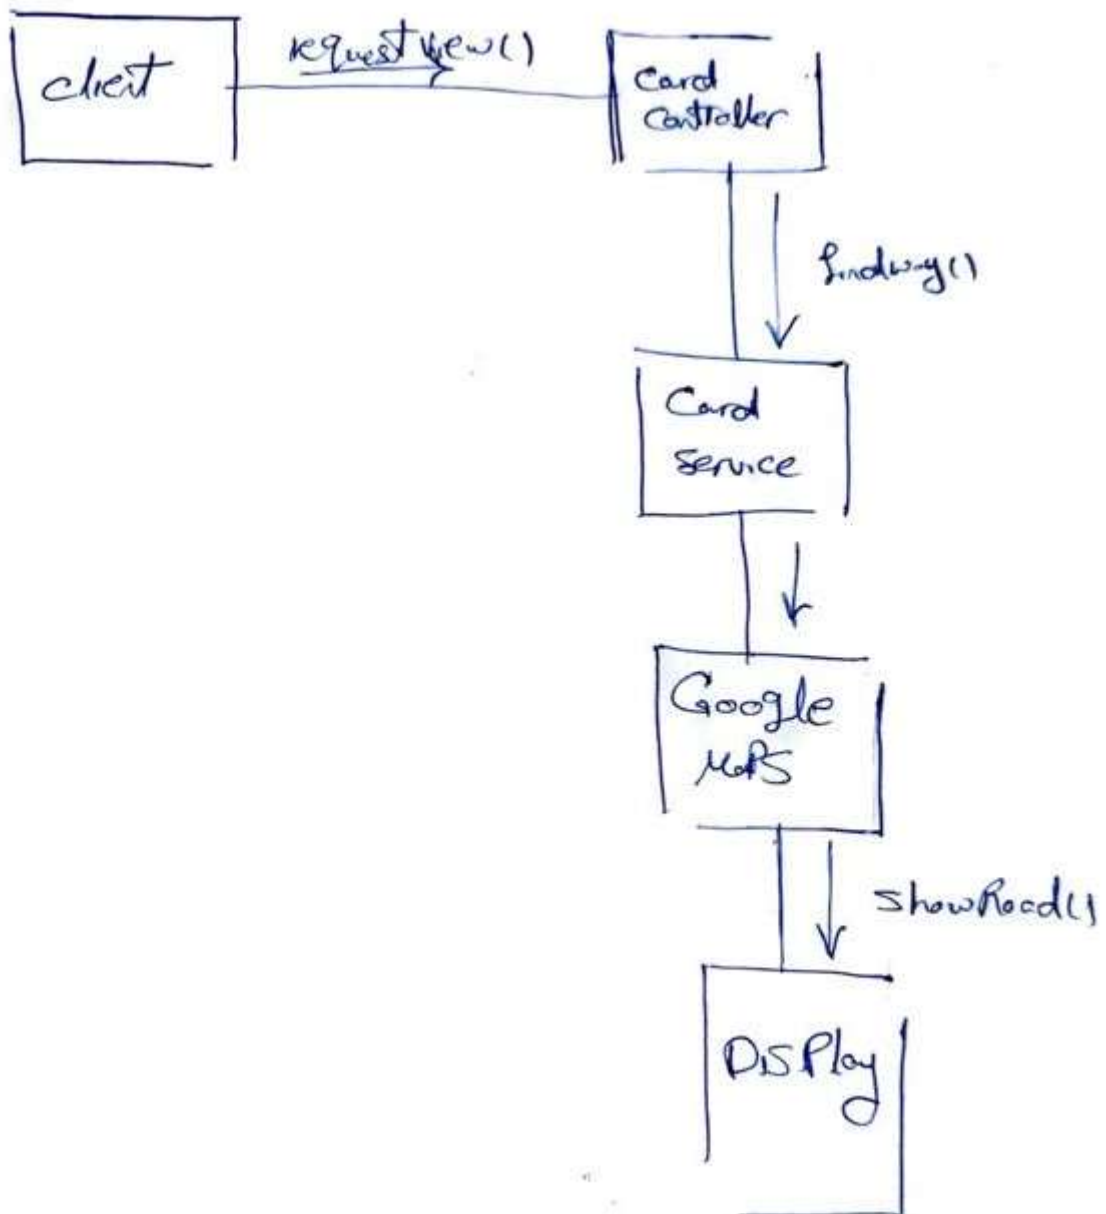 client
requestView()
Card
Controller
findway()
Card
service
Google
MaPS
showRoad()
DisPlay